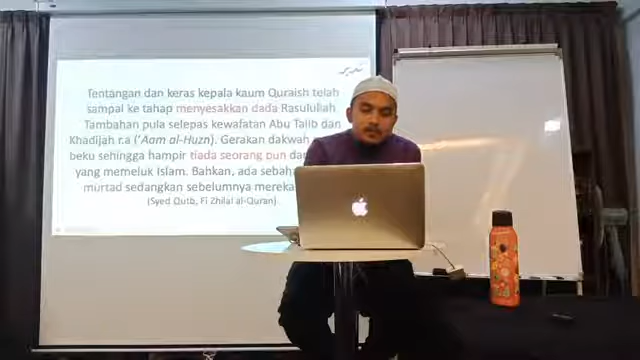 Tentangan dan keras kepala kaum Quraish telah
sampai ke tahap menyesakkan dada Rasulullah
Tambahan pula selepas kewafatan Abu Talib dan
Khadijah r.a ('Aam al-Huzn). Gerakan dakwah
beku sehingga hampir tiada seorang pun
yang memeluk Islam. Bahkan, ada
murtad sedangkan sebelumnya
(Syed Qutb, Fi Zhilal al-Quran)